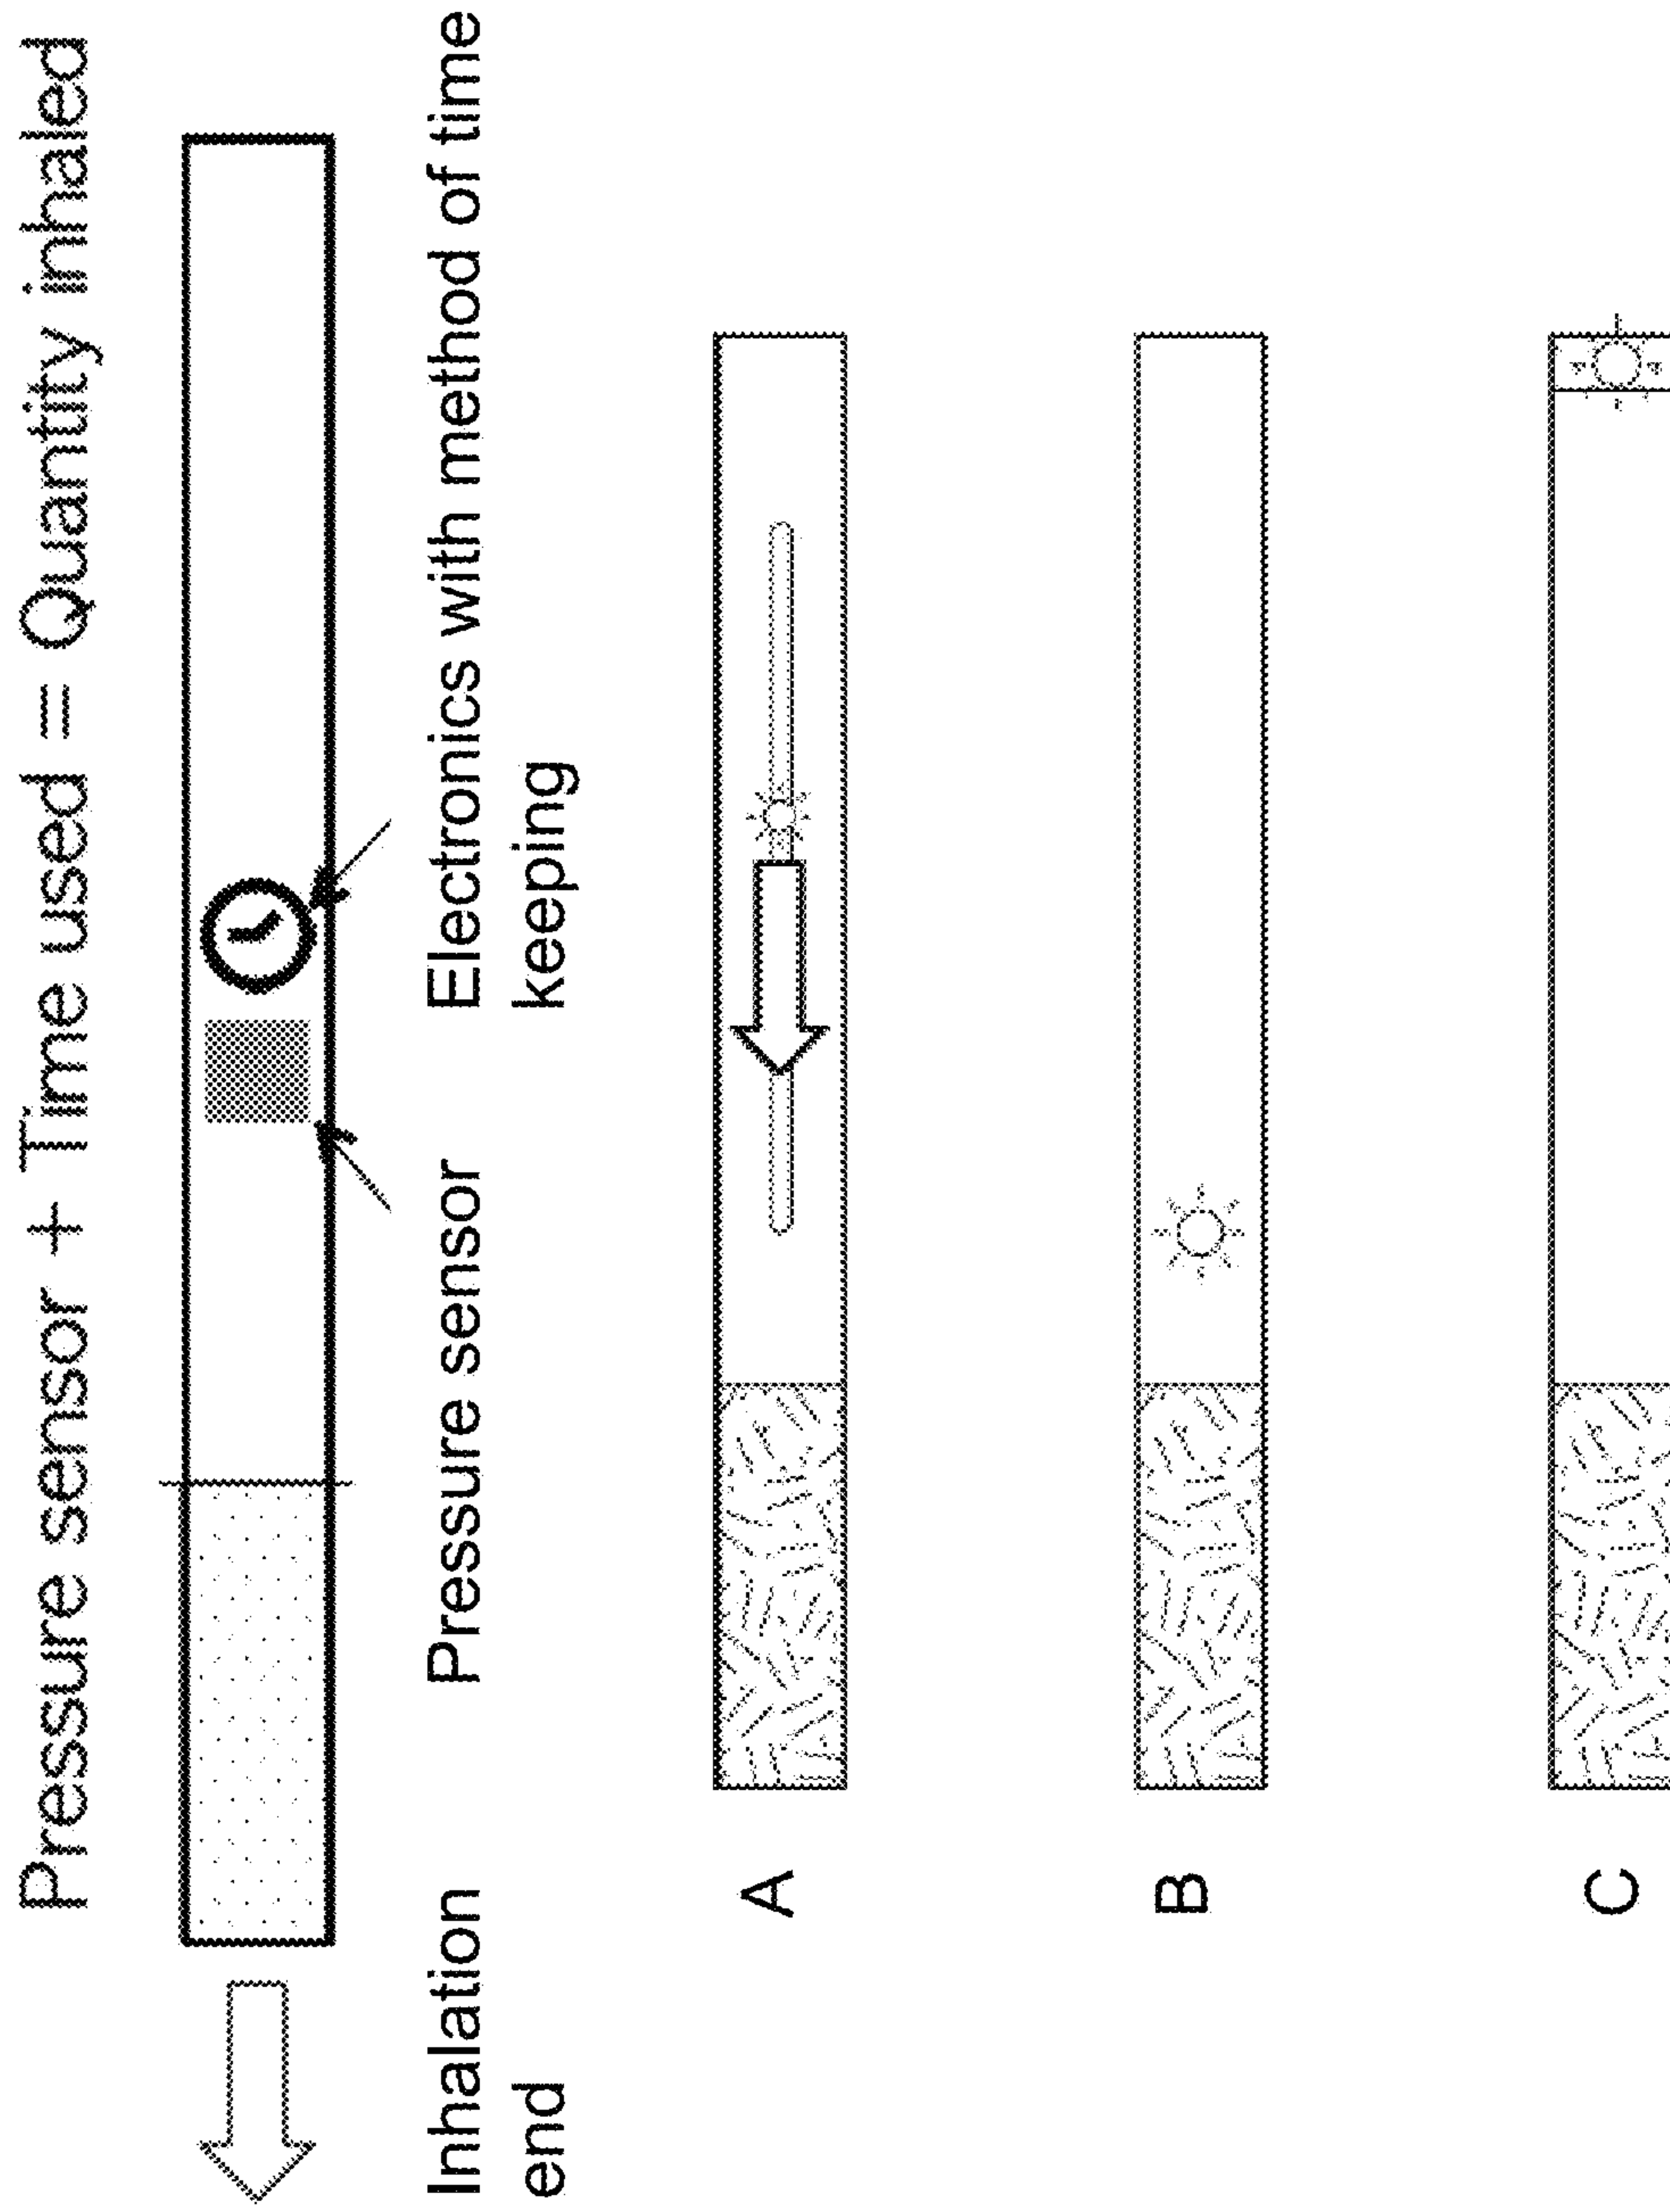 Pressure sensor + Time used = Quantity inhaled
Inhalation
end
Pressure sensor
Electronics with method of time
keeping
A
B
C